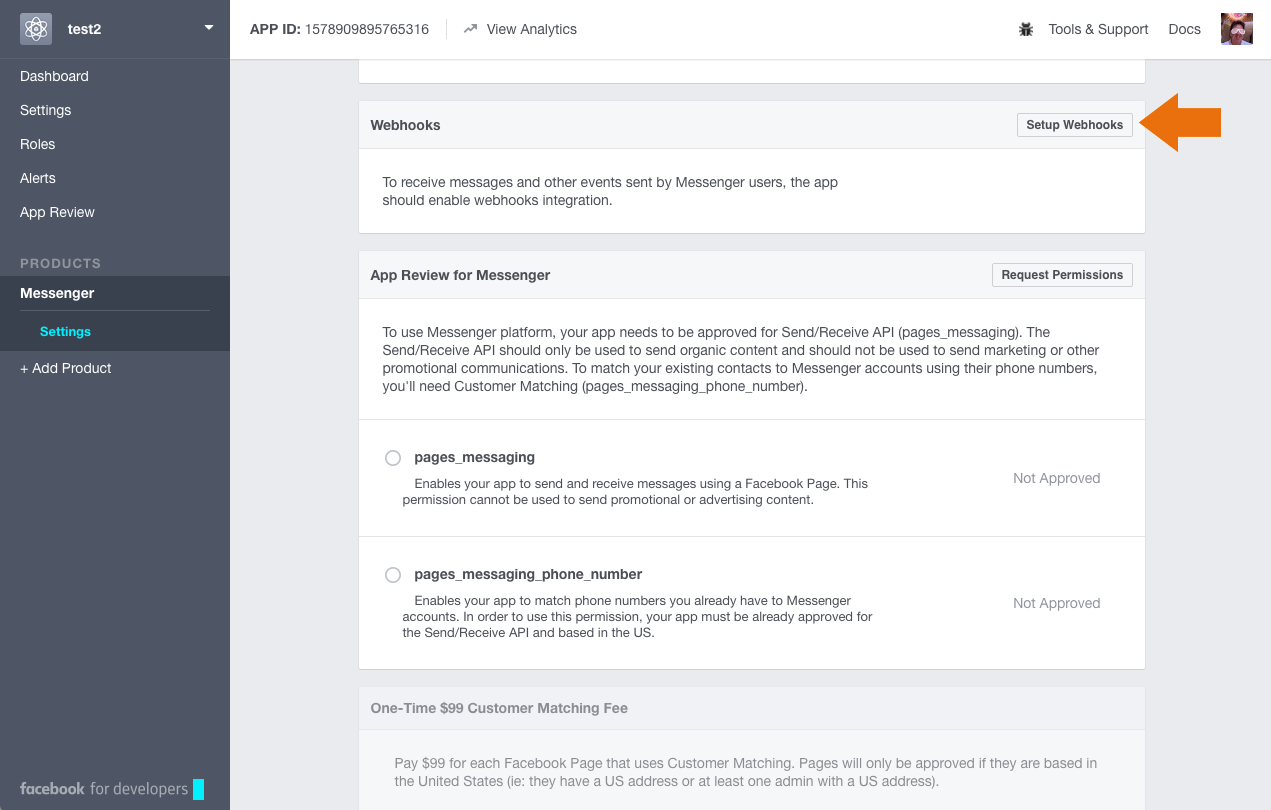 test2
APP ID: 1578909895765316
View Analytics
Tools & Support
Docs
Dashboard
Settings
Roles
Alerts
App Review
PRODUCTS
Messenger
Settings
+ Add Product
facebook for developers
Webhooks
Setup Webhooks
To receive messages and other events sent by Messenger users, the app
should enable webhooks integration.
App Review for Messenger
Request Permissions
To use Messenger platform, your app needs to be approved for Send/Receive API (pages_messaging). The
Send/Receive API should only be used to send organic content and should not be used to send marketing or other
promotional communications. To match your existing contacts to Messenger accounts using their phone numbers,
you'll need Customer Matching (pages_messaging_phone_number).
pages_messaging
Enables your app to send and receive messages using a Facebook Page. This
permission cannot be used to send promotional or advertising content.
Not Approved
pages_messaging_phone_number
Enables your app to match phone numbers you already have to Messenger
accounts. In order to use this permission, your app must be already approved for
the Send/Receive API and based in the US.
Not Approved
One-Time $99 Customer Matching Fee
Pay $99 for each Facebook Page that uses Customer Matching. Pages will only be approved if they are based in
the United States (ie: they have a US address or at least one admin with a US address).